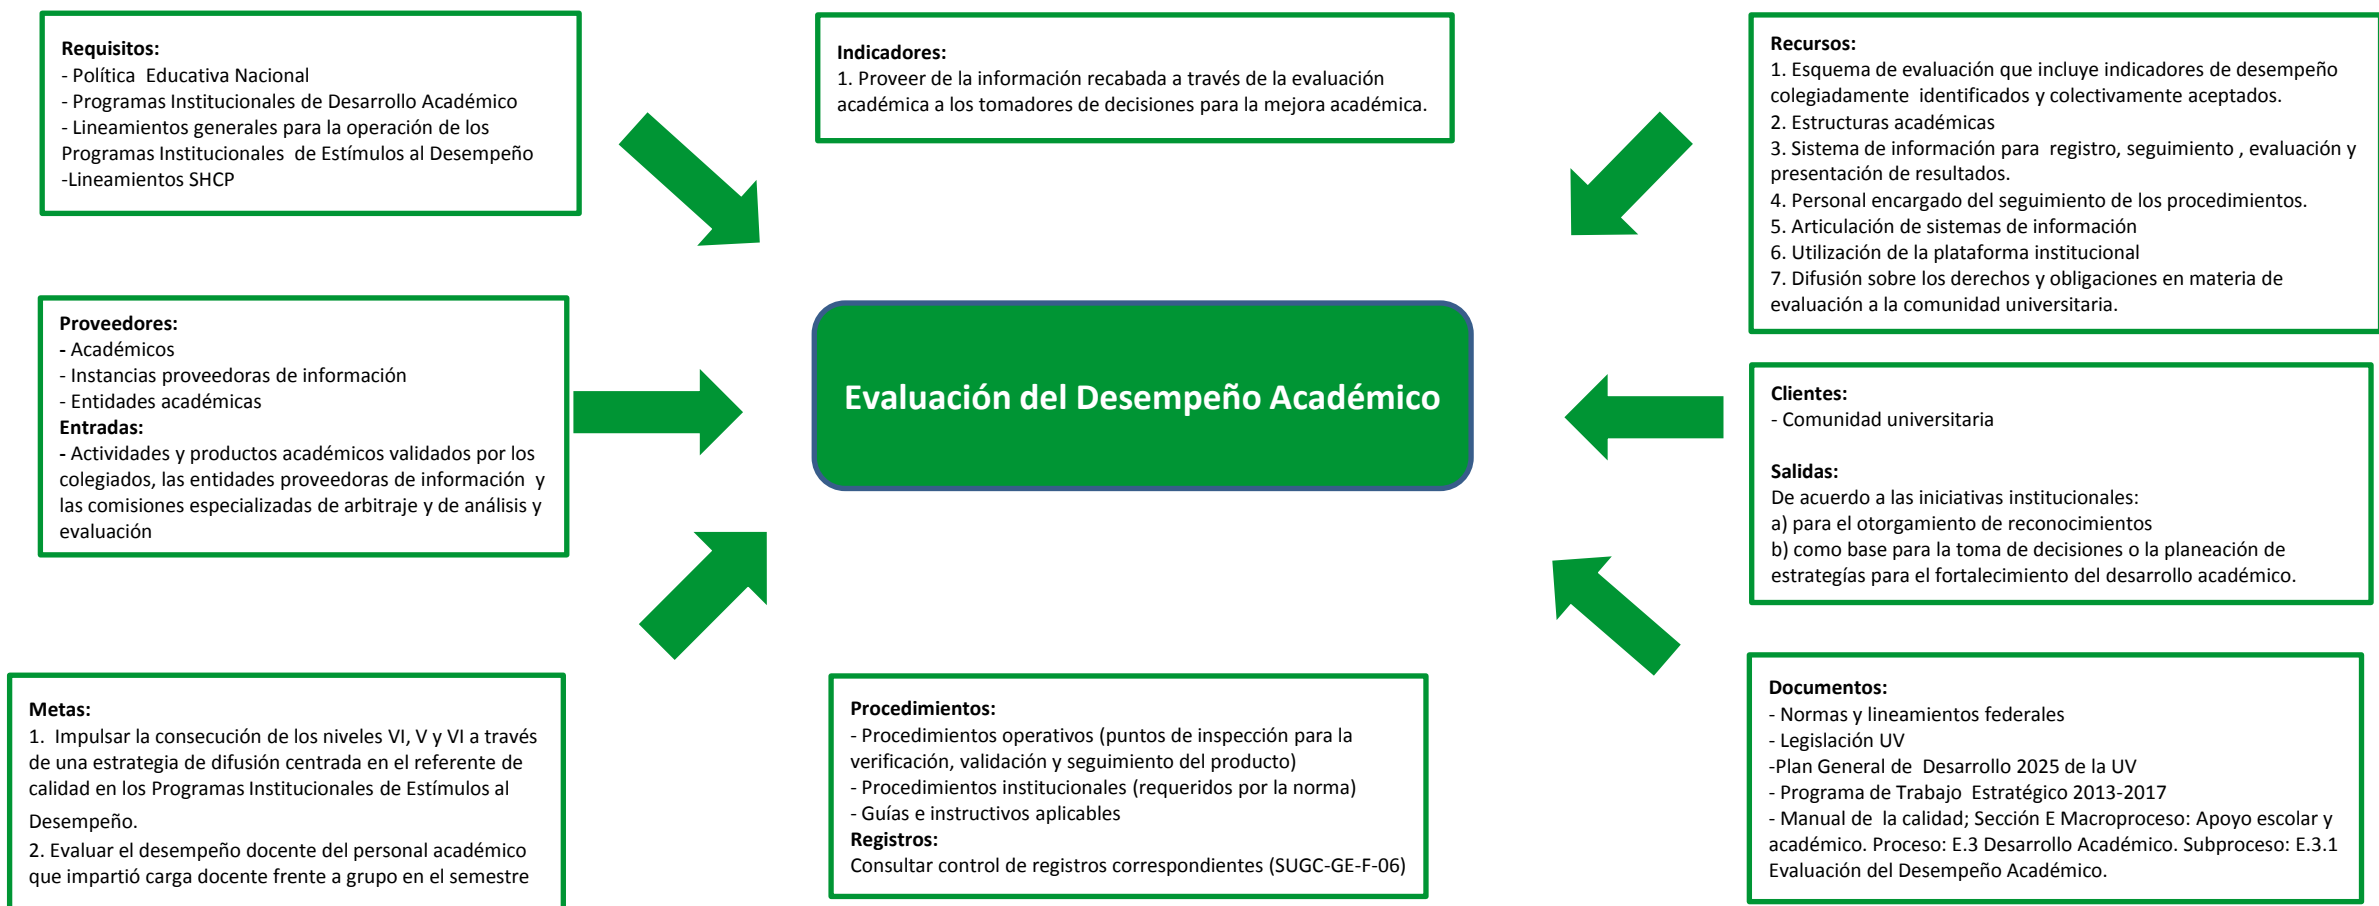 Requisitos:
- Política Educativa Nacional
- Programas Institucionales de Desarrollo Académico
- Lineamientos generales para la operación de los
Programas Institucionales de Estímulos al Desempeño
-Lineamientos SHCP
Indicadores:
1. Proveer de la información recabada a través de la evaluación
académica a los tomadores de decisiones para la mejora académica.
Recursos:
1. Esquema de evaluación que incluye indicadores de desempeño
colegiadamente identificados y colectivamente aceptados.
2. Estructuras académicas
3. Sistema de información para registro, seguimiento , evaluación y
presentación de resultados.
4. Personal encargado del seguimiento de los procedimientos.
5. Articulación de sistemas de información
6. Utilización de la plataforma institucional
7. Difusión sobre los derechos y obligaciones en materia de
evaluación a la comunidad universitaria.
Proveedores:
- Académicos
- Instancias proveedoras de información
- Entidades académicas
Entradas:
- Actividades y productos académicos validados por los
colegiados, las entidades proveedoras de información y
las comisiones especializadas de arbitraje y de análisis y
evaluación
Evaluación del Desempeño Académico
Clientes:
- Comunidad universitaria
Salidas:
De acuerdo a las iniciativas institucionales:
a) para el otorgamiento de reconocimientos
b) como base para la toma de decisiones o la planeación de
estrategías para el fortalecimiento del desarrollo académico.
Metas:
1. Impulsar la consecución de los niveles VI, V y VI a través
de una estrategia de difusión centrada en el referente de
calidad en los Programas Institucionales de Estímulos al
Desempeño.
2. Evaluar el desempeño docente del personal académico
que impartió carga docente frente a grupo en el semestre
Procedimientos:
- Procedimientos operativos (puntos de inspección para la
verificación, validación y seguimiento del producto)
- Procedimientos institucionales (requeridos por la norma)
- Guías e instructivos aplicables
Registros:
Consultar control de registros correspondientes (SUGC-GE-F-06)
Documentos:
- Normas y lineamientos federales
- Legislación UV
-Plan General de Desarrollo 2025 de la UV
- Programa de Trabajo Estratégico 2013-2017
- Manual de la calidad; Sección E Macroproceso: Apoyo escolar y
académico. Proceso: E.3 Desarrollo Académico. Subproceso: E.3.1
Evaluación del Desempeño Académico.